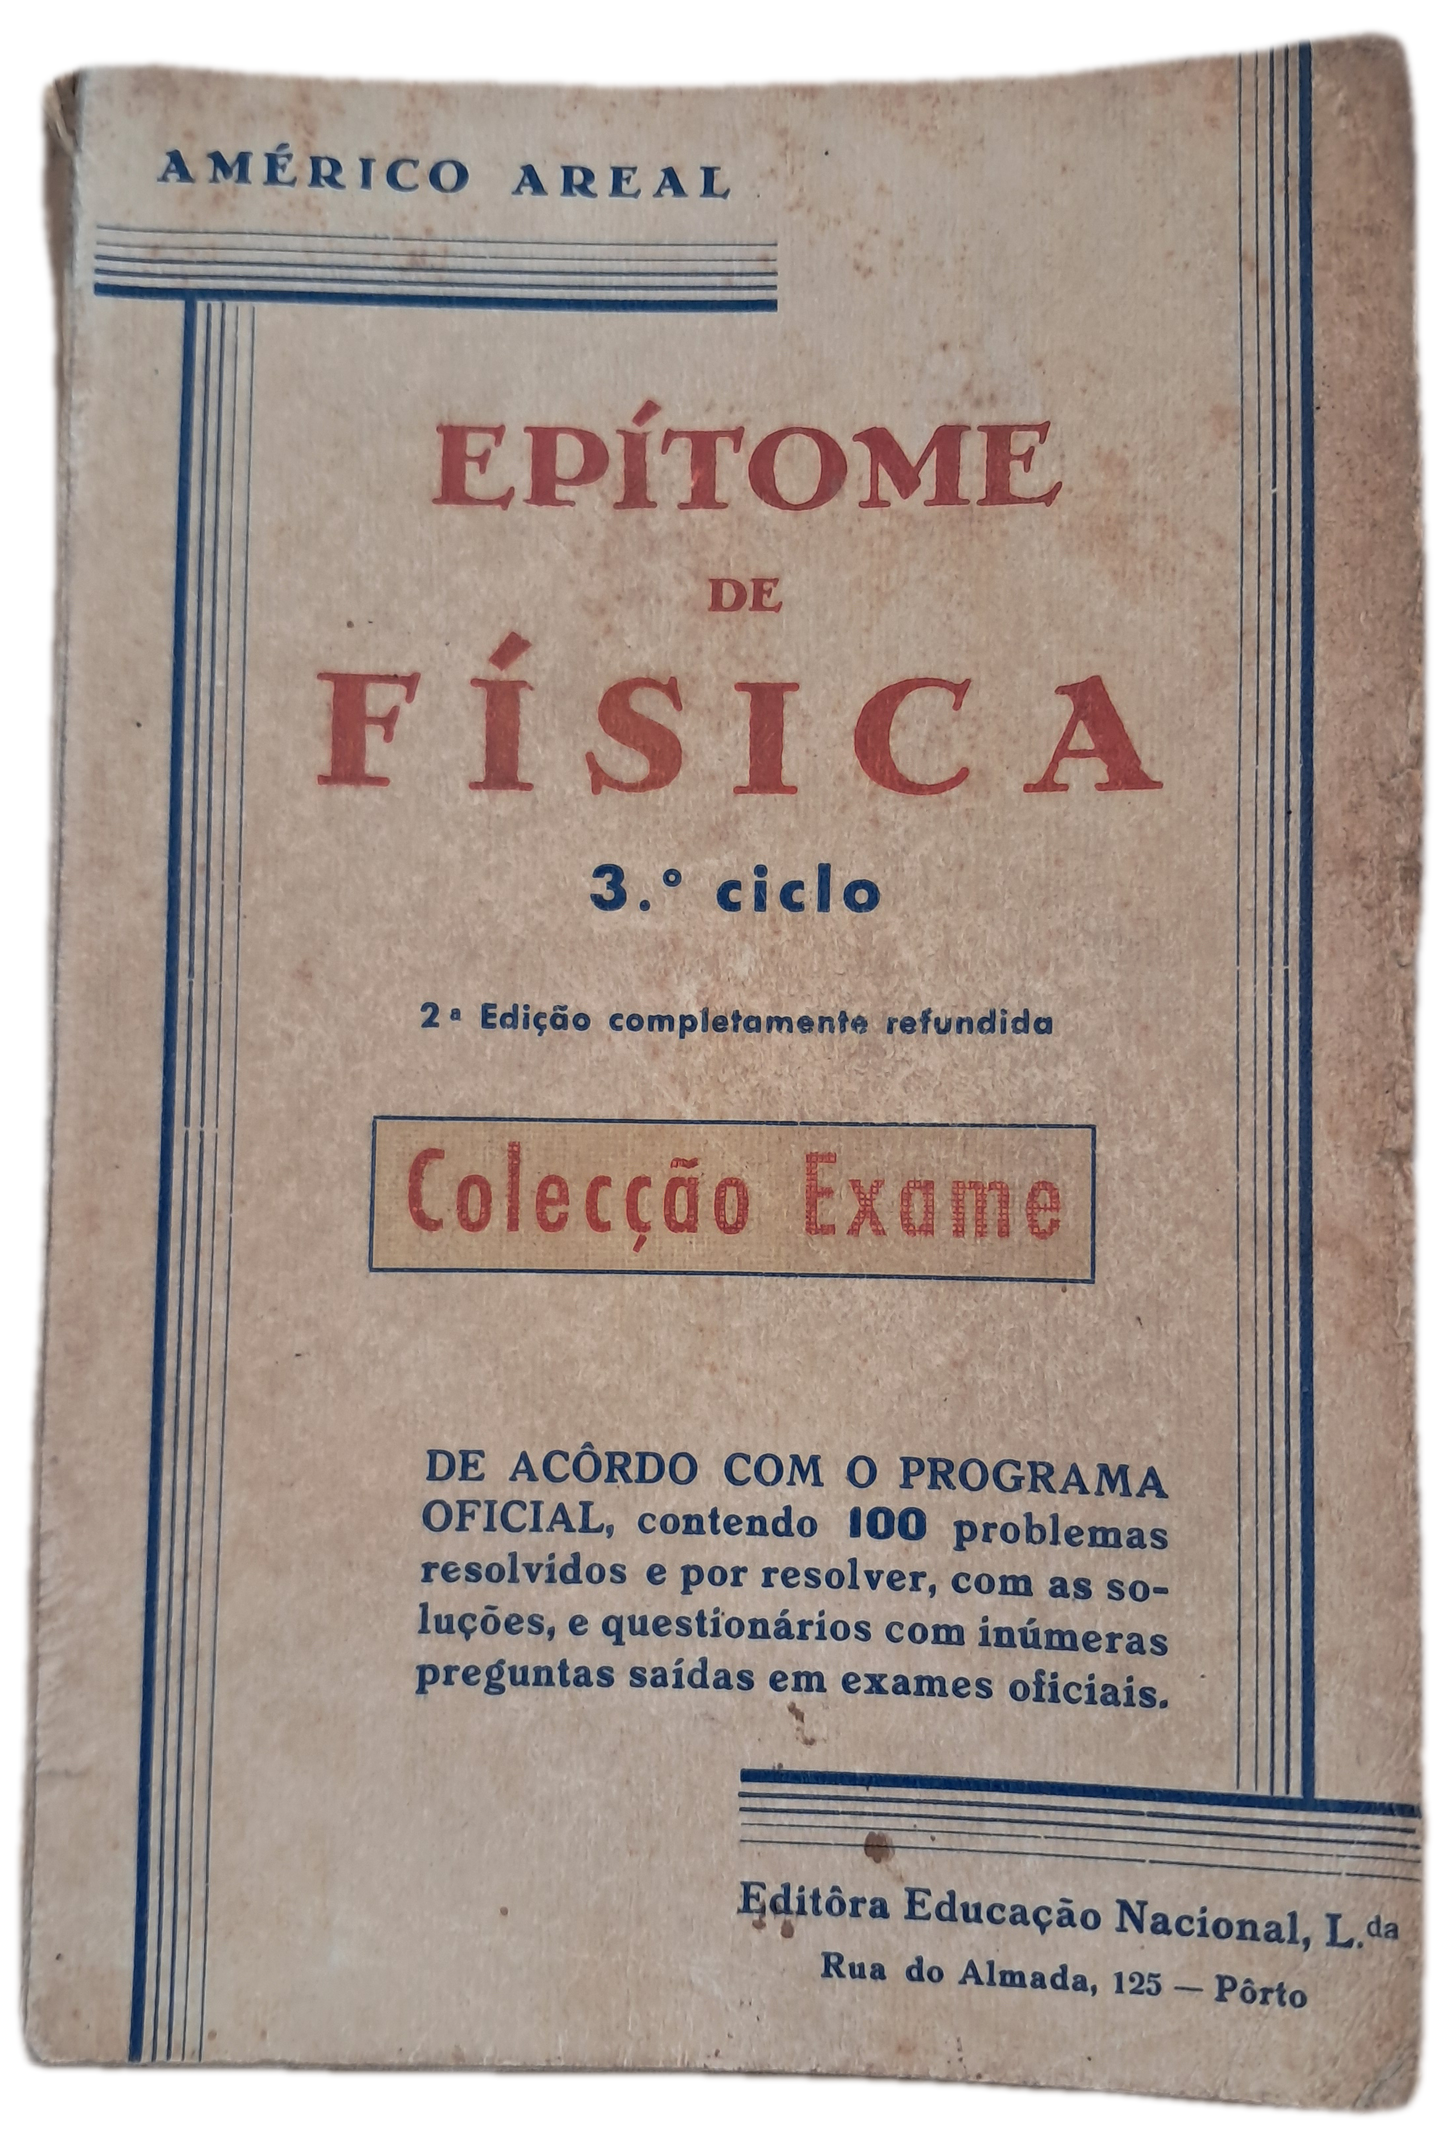 AMÉRICO AREAL
EPÍTOME
DE
FÍSICA
3.º ciclo
2ª Edição completamente refundida
Colecção Exame
DE ACÔRDO COM O PROGRAMA
OFICIAL, contendo 100 problemas
resolvidos e por resolver, com as so-
luções, e questionários com inúmeras
preguntas saídas em exames oficiais.
Editôra Educação Nacional, L.da
Rua do Almada, 125 — Pôrto